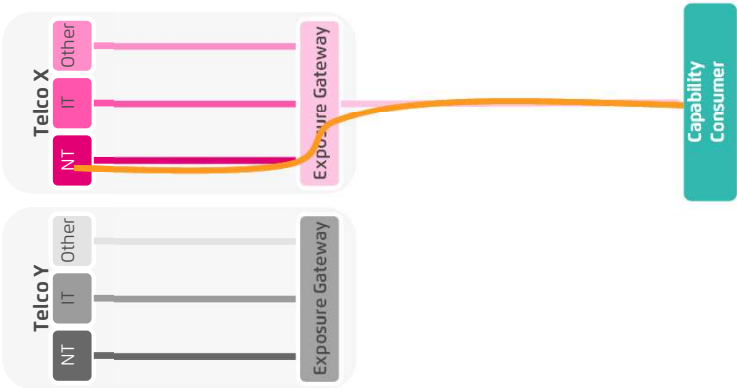 Telco X
Other
IT
NT
Exposure Gateway
Capability
Consumer
Telco Y
Other
IT
NT
Exposure Gateway